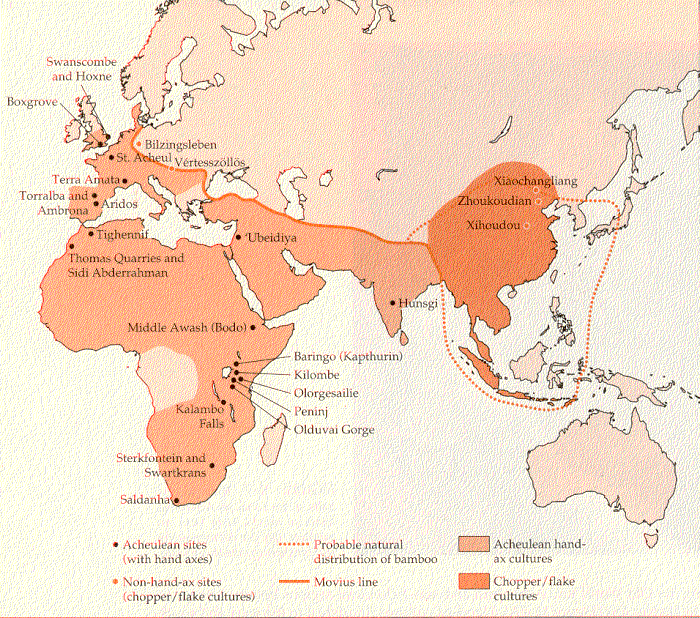 Swanscombe
and Hoxne
Boxgrove
Bilzingsleben
St. Acheul
Vértesszöllös
Terra Amata
Torralba and
Ambrona
Aridos
Tighennif
Thomas Quarries and
Sidi Abderrahman
'Ubeidiya
Xiaochangliang
Zhoukoudian
Xihoudou
Hunsgi
Middle Awash (Bodo)
Baringo (Kapthurin)
Kilombe
Olorgesailie
Peninj
Olduvai Gorge
Kalambo
Falls
Sterkfontein and
Swartkrans
Saldanha
Acheulean sites
(with hand axes)
Non-hand-ax sites
(chopper/flake cultures)
Probable natural
distribution of bamboo
Movius line
Acheulean hand-
ax cultures
Chopper/flake
cultures